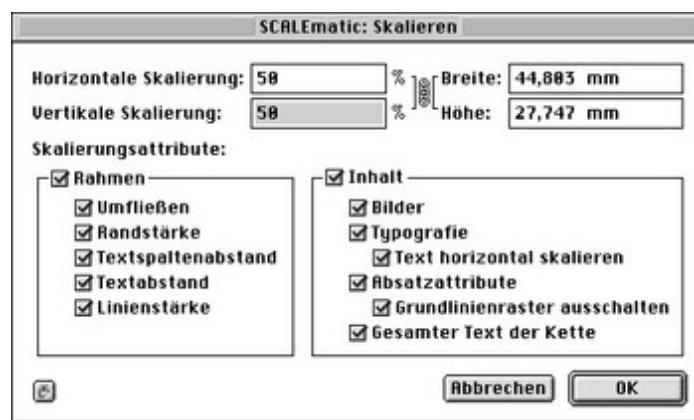 SCALEmatic: Skalieren
Horizontale Skalierung: 50 % Breite: 44,803 mm
Vertikale Skalierung: 50 % Höhe: 27,747 mm
Skalierungsattribute:
Rahmen
Umfließen
Randstärke
Textspaltenabstand
Textabstand
Linienstärke
Inhalt
Bilder
Typografie
Text horizontal skalieren
Absatzattribute
Grundlinienraster ausschalten
Gesamter Text der Kette
Abbrechen OK